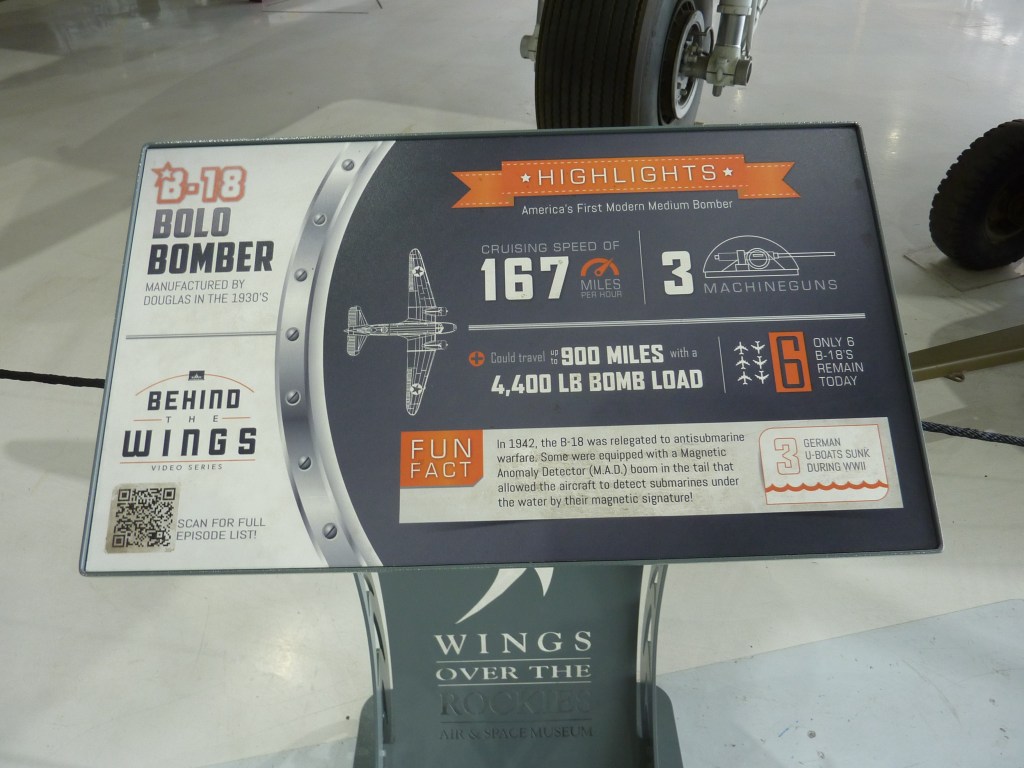 B-18
BOLO
BOMBER
MANUFACTURED BY
DOUGLAS IN THE 1930'S
BEHIND
THE
WINGS
VIDEO SERIES
SCAN FOR FULL
EPISODE LIST!
HIGHLIGHTS
America's First Modern Medium Bomber
CRUISING SPEED OF
167 MILES
PER HOUR
3 MACHINEGUNS
Could travel up to 900 MILES with a
4,400 LB BOMB LOAD
6
ONLY 6
B-18'S
REMAIN
TODAY
FUN
FACT
In 1942, the B-18 was relegated to antisubmarine
warfare. Some were equipped with a Magnetic
Anomaly Detector (M.A.D.) boom in the tail that
allowed the aircraft to detect submarines under
the water by their magnetic signature!
3
GERMAN
U-BOATS SUNK
DURING WWII
WINGS
OVER THE
ROCKIES
AIR & SPACE MUSEUM